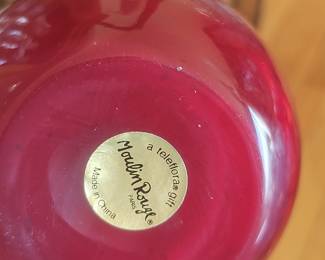 a teleflora® gift
Moulin Rouge®
PARIS
Made in China